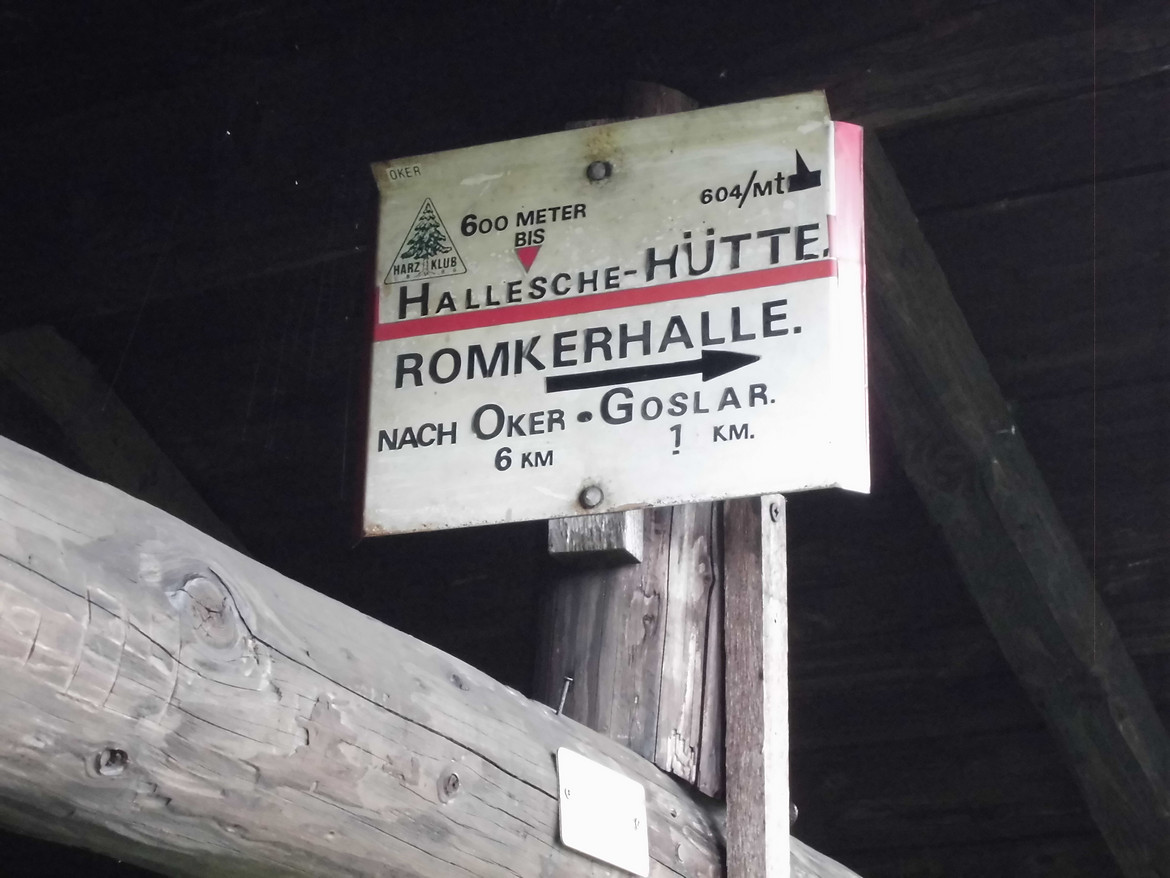 OKER
604/Mt
600 METER
BIS
HARZ KLUB
HALLESCHE-HÜTTE.
ROMKERHALLE.
NACH OKER • GOSLAR.
6 KM 1 KM.